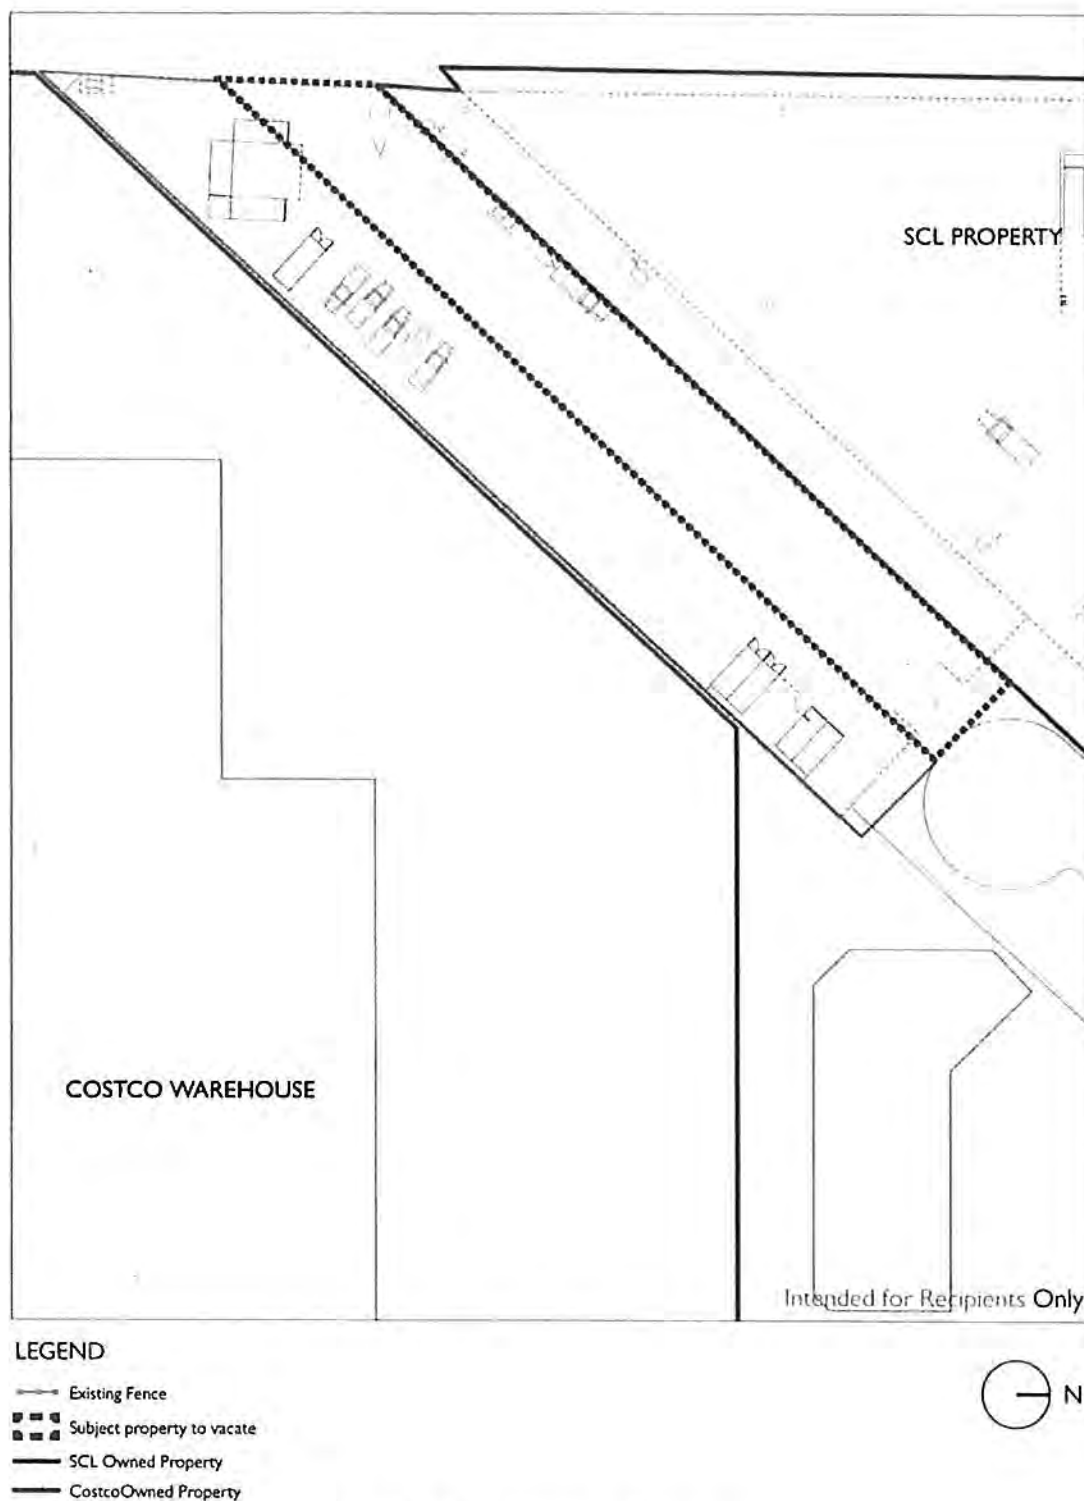 SCL PROPERTY
COSTCO WAREHOUSE
Intended for Recipients Only
LEGEND
Existing Fence
Subject property to vacate
SCL Owned Property
CostcoOwned Property
N